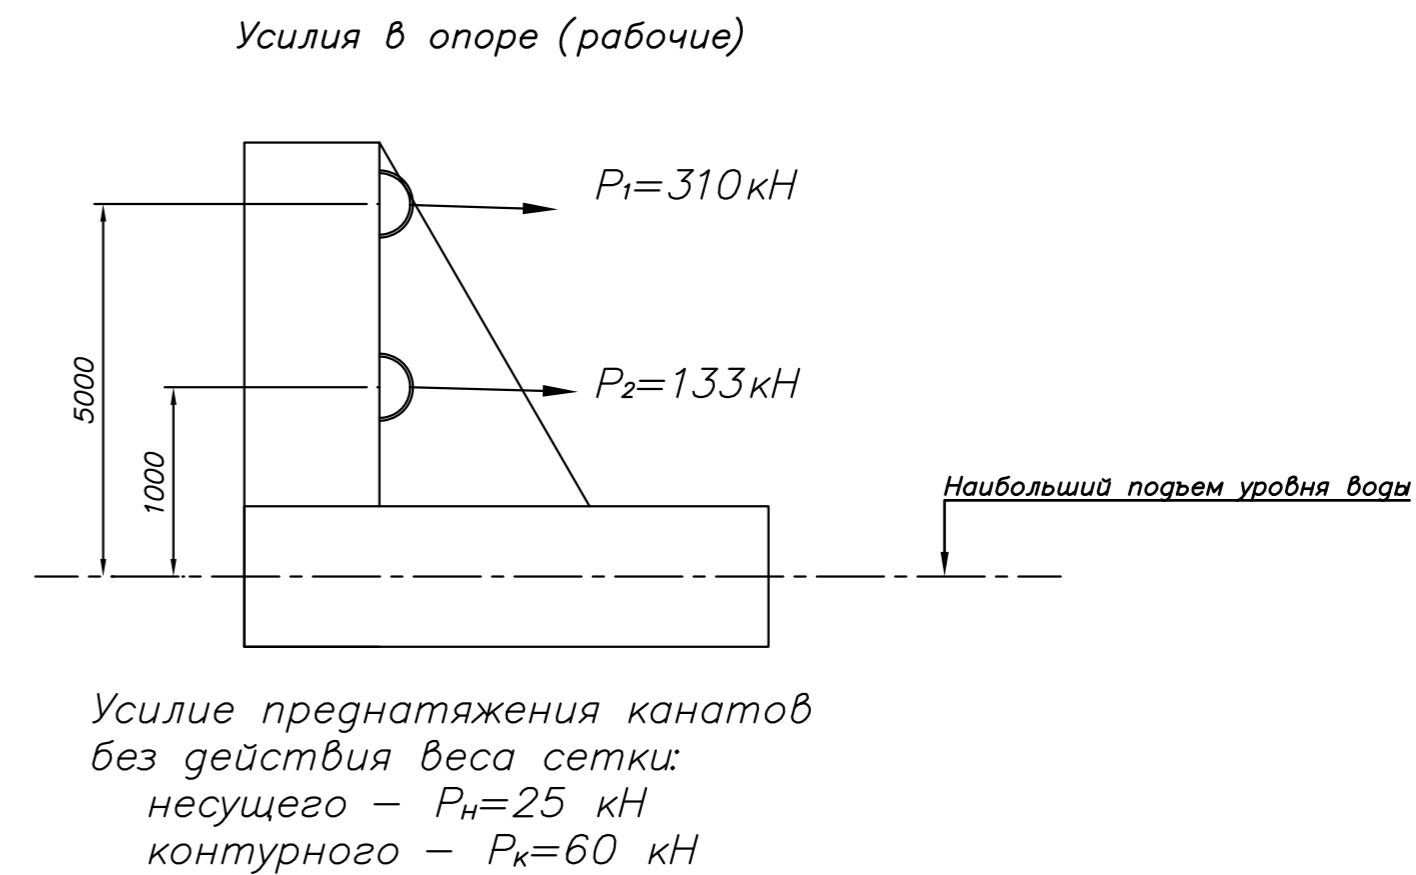 Усилия в опоре (рабочие)
P₁=310кН
5000
P₂=133кН
1000
Наибольший подъем уровня воды
Усилие преднатяжения канатов
без действия веса сетки:
несущего – Pн=25 кН
контурного – Pк=60 кН